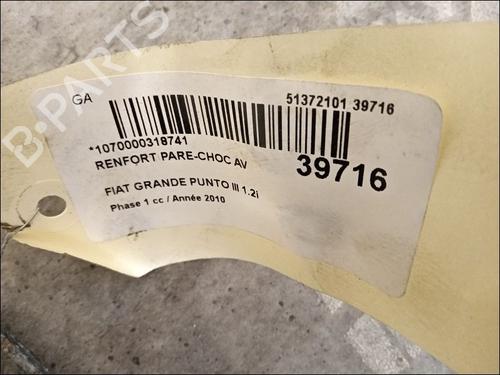 GA
51372101 39716
*1070000318741
RENFORT PARE-CHOC AV
39716
FIAT GRANDE PUNTO III 1.2i
Phase 1 cc / Année 2010
B-PARTS